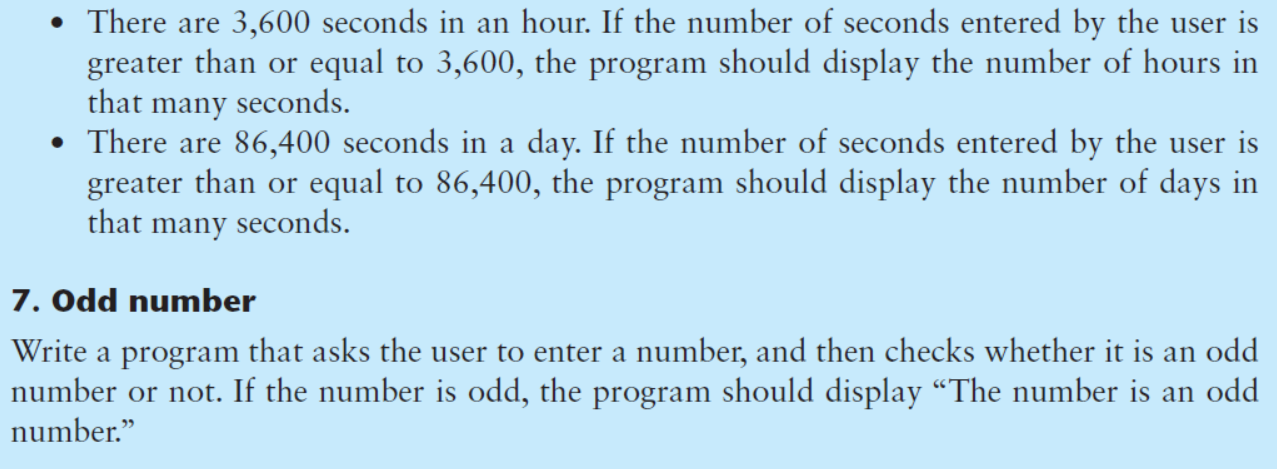 • There are 3,600 seconds in an hour. If the number of seconds entered by the user is
greater than or equal to 3,600, the program should display the number of hours in
that many seconds.
• There are 86,400 seconds in a day. If the number of seconds entered by the user is
greater than or equal to 86,400, the program should display the number of days in
that many seconds.
7. Odd number
Write a program that asks the user to enter a number, and then checks whether it is an odd
number or not. If the number is odd, the program should display “The number is an odd
number.”